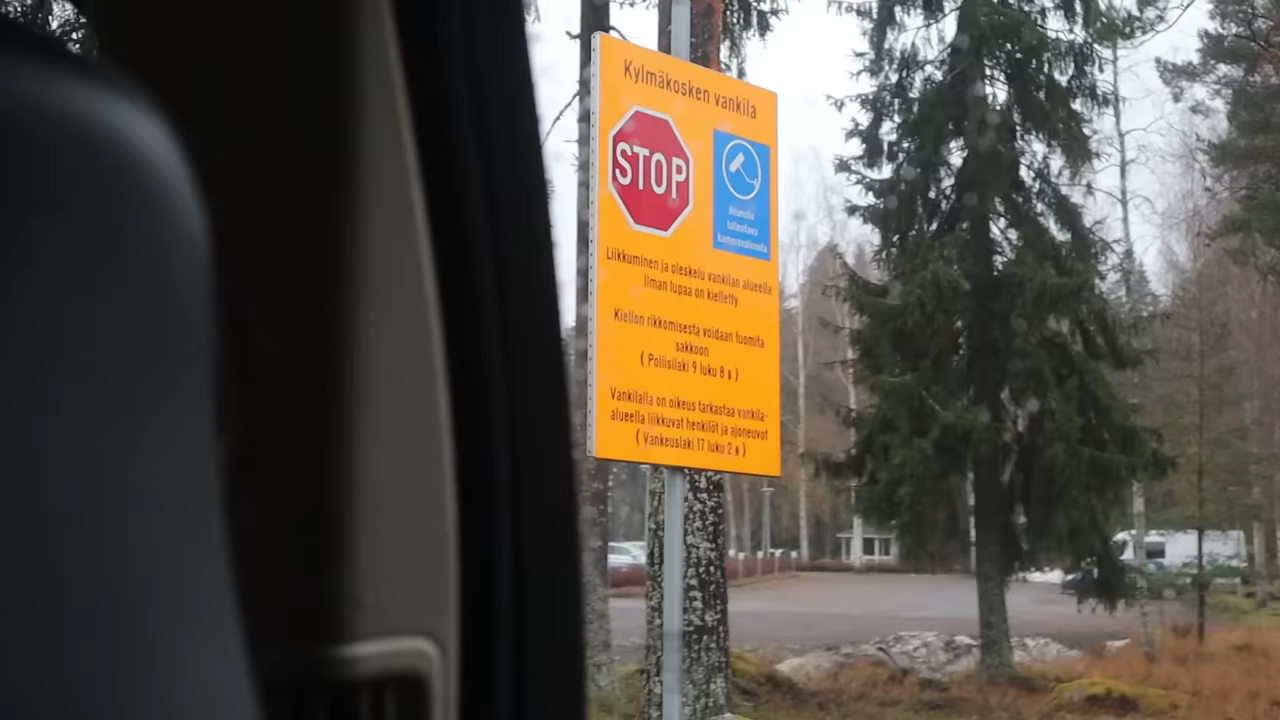 Kylmäkosken vankila
STOP
Alueella
tallentava
kameravalvonta
Liikkuminen ja oleskelu vankilan alueella
ilman lupaa on kielletty
Kiellon rikkomisesta voidaan tuomita
sakkoon
( Poliisilaki 9 luku 8 § )
Vankilalla on oikeus tarkastaa vankila-
alueella liikkuvat henkilöt ja ajoneuvot
( Vankeuslaki 17 luku 2 § )